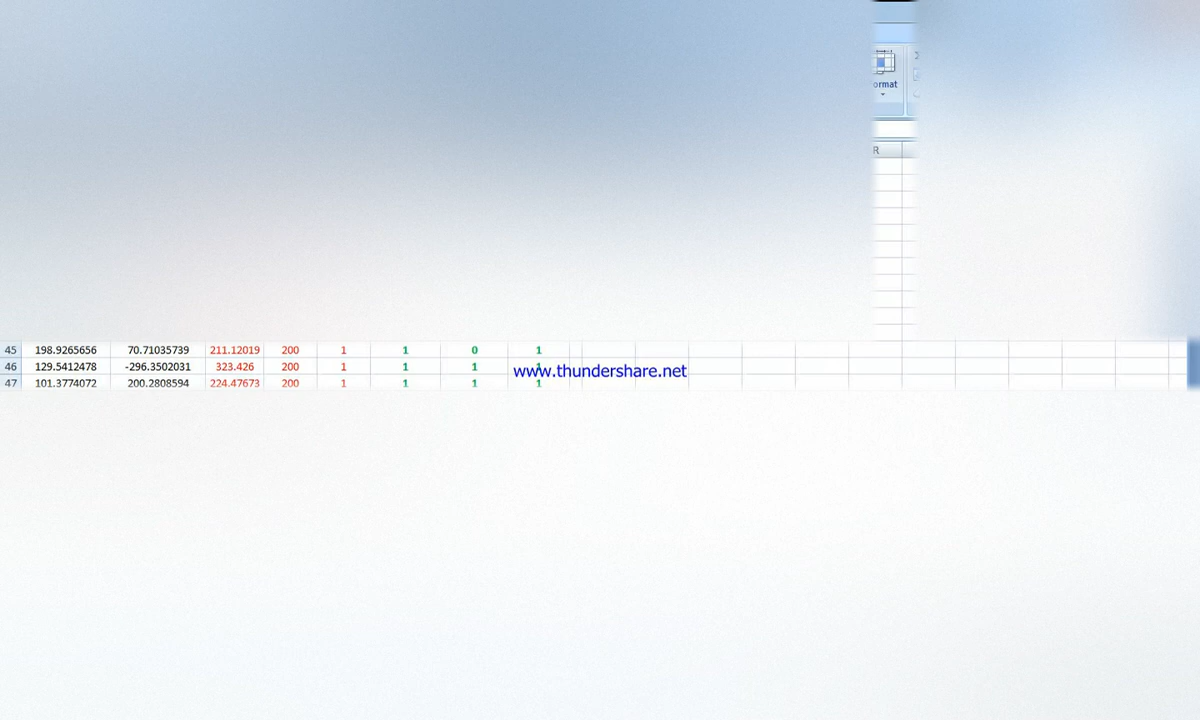 ormat
R
45 198.9265656 70.71035739 211.12019 200 1 1 0 1
46 129.5412478 -296.3502031 323.426 200 1 1 1 1
www.thundershare.net
47 101.3774072 200.2808594 224.47673 200 1 1 1 1